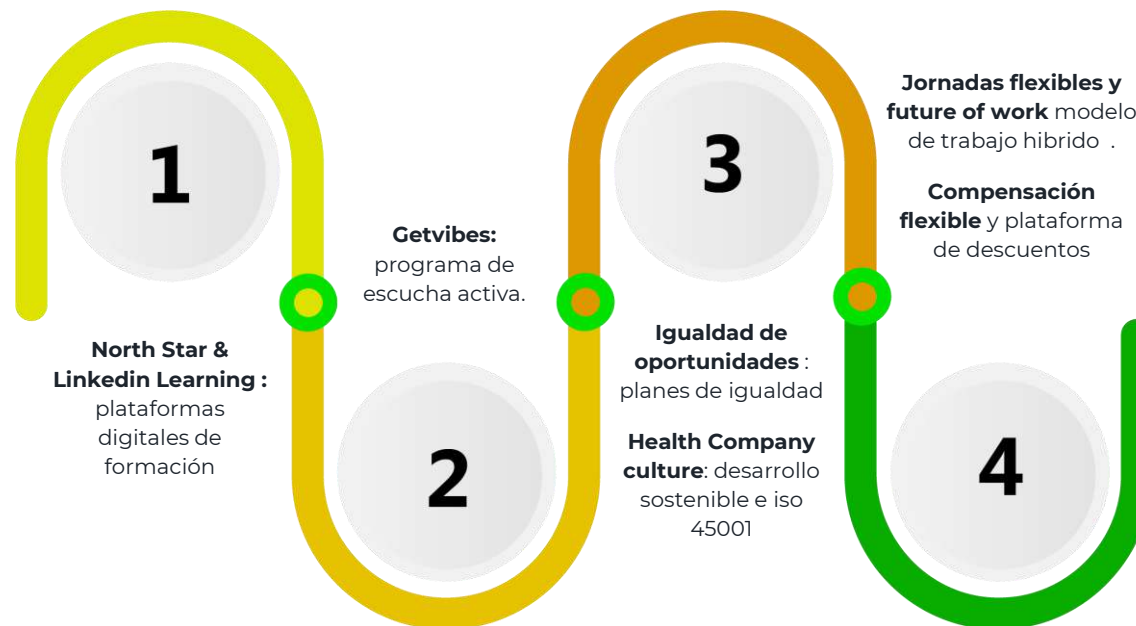 1
North Star &
Linkedin Learning :
plataformas
digitales de
formación
Getvibes:
programa de
escucha activa.
2
3
Igualdad de
oportunidades :
planes de igualdad
Health Company
culture: desarrollo
sostenible e iso
45001
Jornadas flexibles y
future of work modelo
de trabajo hibrido .
Compensación
flexible y plataforma
de descuentos
4